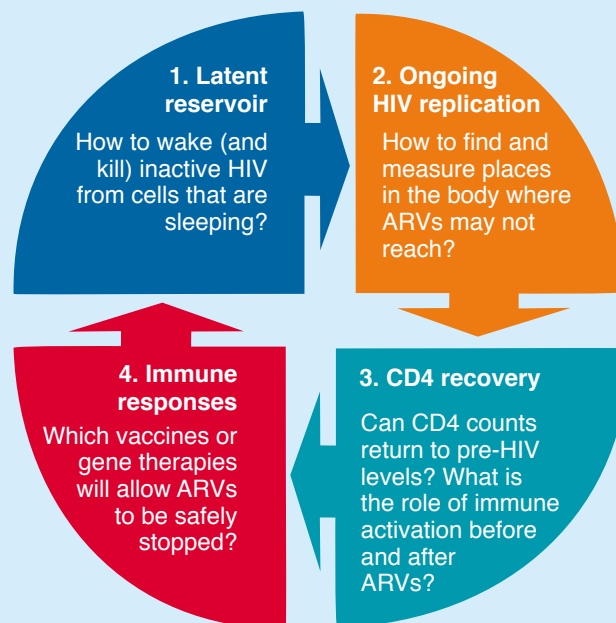 1. Latent
reservoir
How to wake (and
kill) inactive HIV
from cells that are
sleeping?
2. Ongoing
HIV replication
How to find and
measure places
in the body where
ARVs may not
reach?
3. CD4 recovery
Can CD4 counts
return to pre-HIV
levels? What is
the role of immune
activation before
and after
ARVs?
4. Immune
responses
Which vaccines or
gene therapies
will allow ARVs
to be safely
stopped?